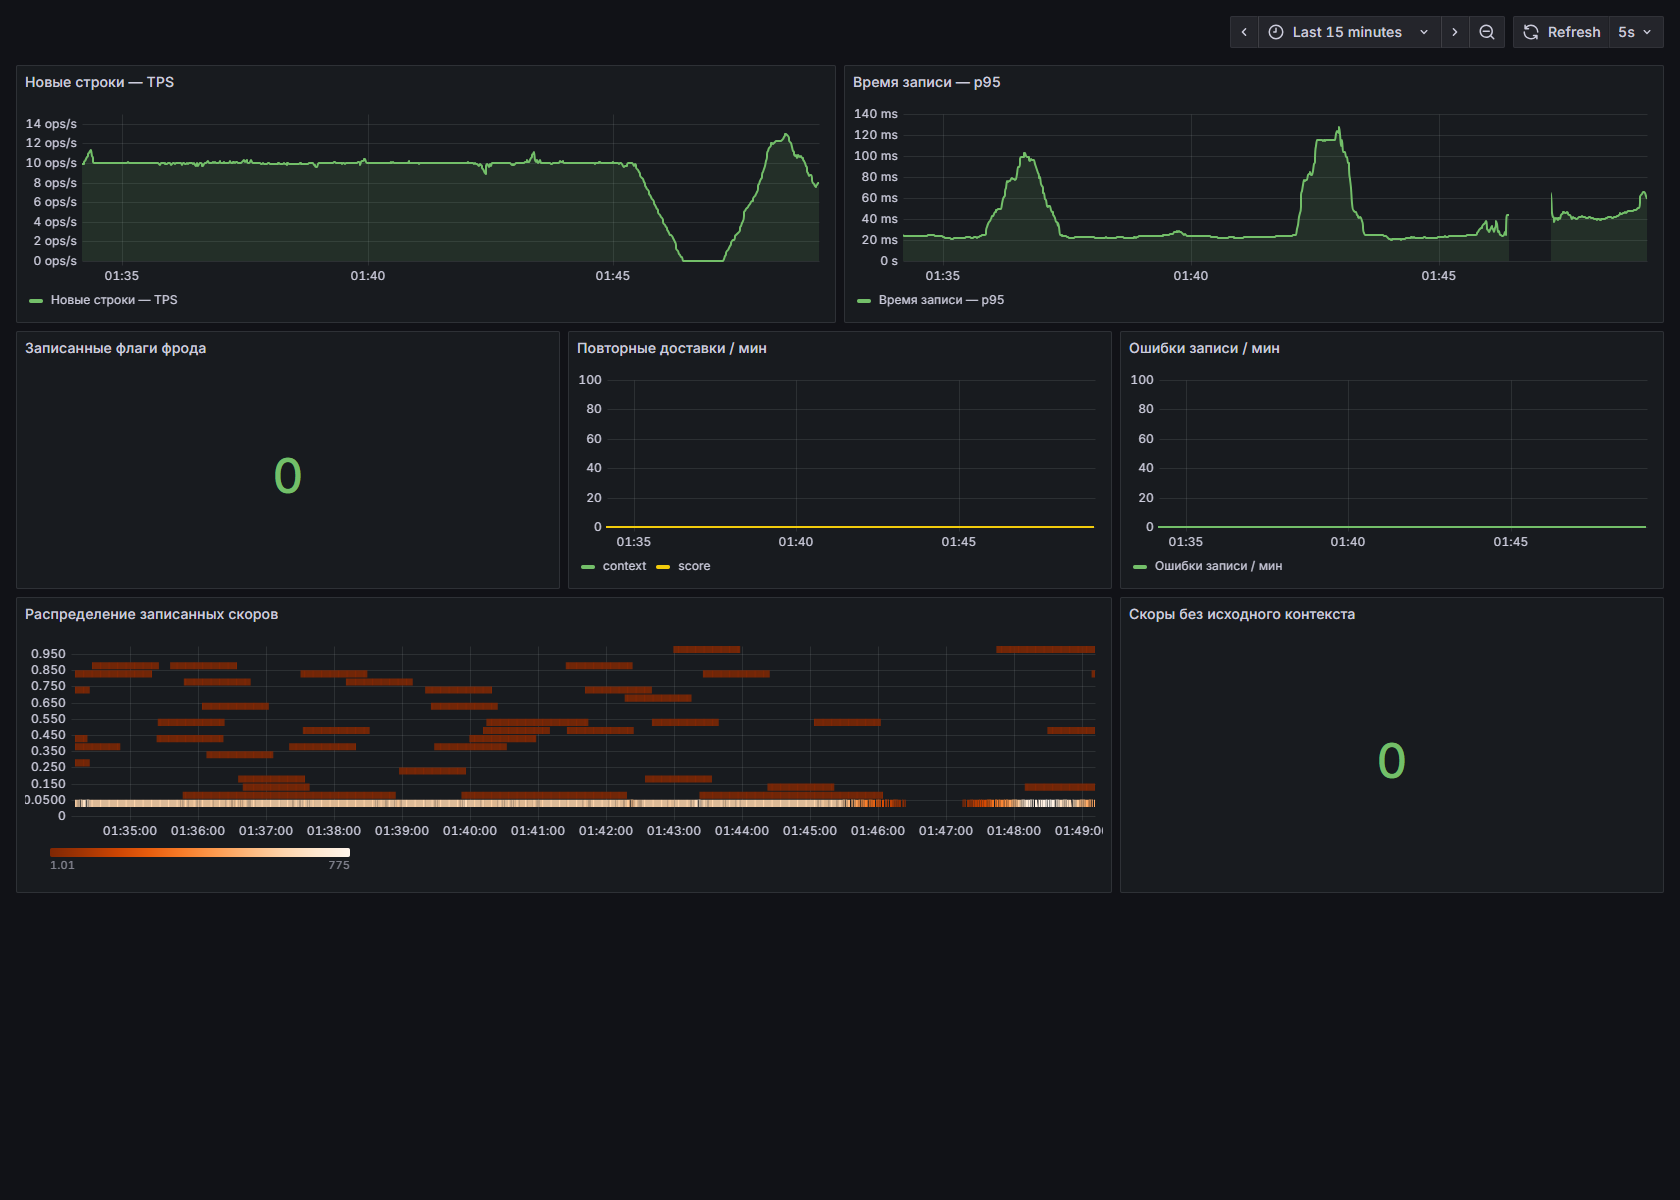 Last 15 minutes Refresh 5s
Новые строки — TPS
14 ops/s
12 ops/s
10 ops/s
8 ops/s
6 ops/s
4 ops/s
2 ops/s
0 ops/s
01:35 01:40 01:45
Новые строки — TPS
Время записи — p95
140 ms
120 ms
100 ms
80 ms
60 ms
40 ms
20 ms
0 s
01:35 01:40 01:45
Время записи — p95
Записанные флаги фрода
0
Повторные доставки / мин
100
80
60
40
20
0
01:35 01:40 01:45
context score
Ошибки записи / мин
100
80
60
40
20
0
01:35 01:40 01:45
Ошибки записи / мин
Распределение записанных скоров
0.950
0.850
0.750
0.650
0.550
0.450
0.350
0.250
0.150
0.0500
0
01:35:00 01:36:00 01:37:00 01:38:00 01:39:00 01:40:00 01:41:00 01:42:00 01:43:00 01:44:00 01:45:00 01:46:00 01:47:00 01:48:00 01:49:0
1.01 775
Скоры без исходного контекста
0